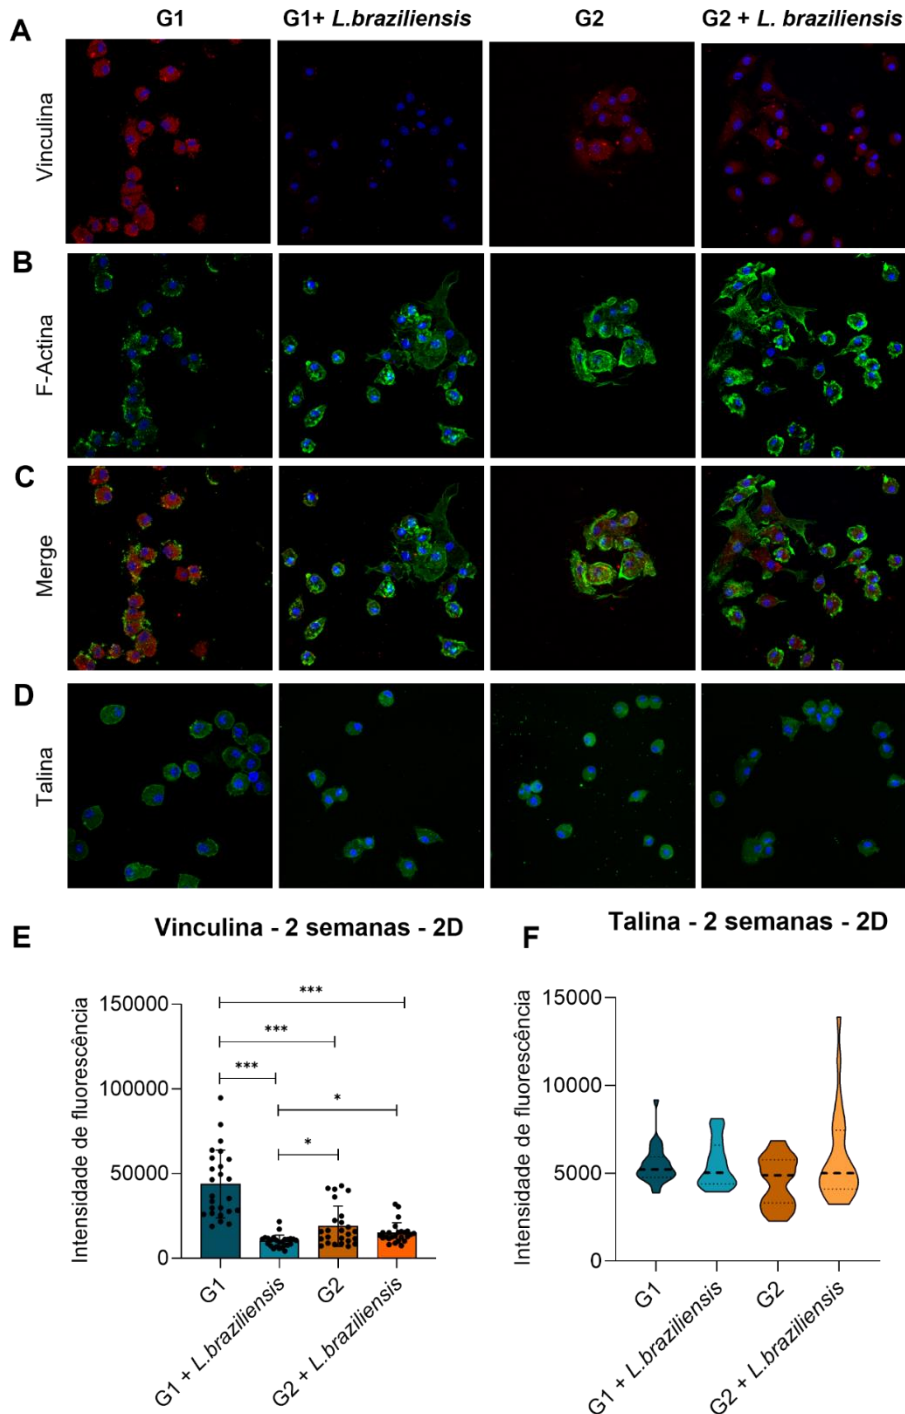 A
G1
G1+ L.braziliensis
G2
G2 + L. braziliensis
Vinculina
B
F-Actina
C
Merge
D
Talina
E
Vinculina - 2 semanas - 2D
Intensidade de fluorescência
150000
100000
50000
0
***
***
***
*
*
G1
G1 + L.braziliensis
G2
G2 + L.braziliensis
F
Talina - 2 semanas - 2D
Intensidade de fluorescência
15000
10000
5000
0
G1
G1 + L.braziliensis
G2
G2 + L.braziliensis